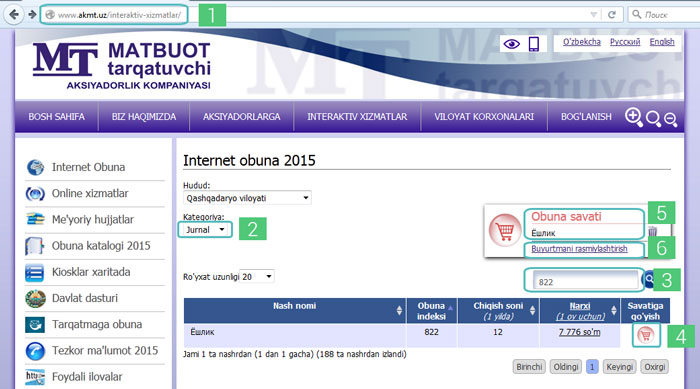 www.akmt.uz/interaktiv-xizmatlar/
1
Поиск
MT MATBUOT
tarqatuvchi
AKSIYADORLIK KOMPANIYASI
MATBUOT
tarqatuvchi
O'zbekcha Русский English
BOSH SAHIFA BIZ HAQIMIZDA AKSIYADORLARGA INTERAKTIV XIZMATLAR VILOYAT KORXONALARI BOG'LANISH
Internet Obuna
Online xizmatlar
Me'yoriy hujjatlar
Obuna katalogi 2015
Kiosklar xaritada
Davlat dasturi
Tarqatmaga obuna
Tezkor ma'lumot 2015
http:
Foydali ilovalar
Internet obuna 2015
Hudud:
Qashqadaryo viloyati
Kategoriya:
Jurnal 2
Obuna savati 5
Ёшлик
Buyurtmani rasmiylashtirish 6
Ro'yxat uzunligi 20
822 3
Nash nomi Obuna indeksi Chiqish soni (1 yilda) Narxi (1 oy uchun) Savatiga qo'yish
Ёшлик 822 12 7 776 so'm 4
Jami 1 ta nashrdan (1 dan 1 gacha) (188 ta nashrdan izlandi)
Birinchi Oldingi 1 Keyingi Oxirgi